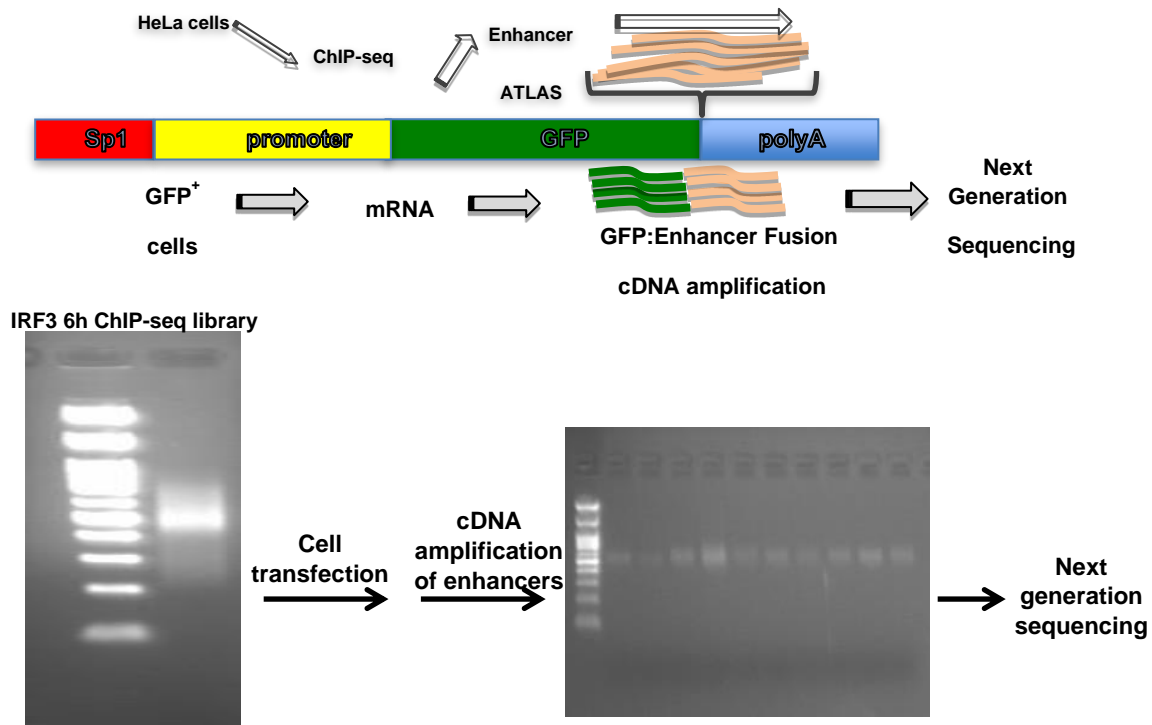 HeLa cells
ChIP-seq
Enhancer
ATLAS
Sp1 promoter GFP polyA
GFP+
cells
mRNA
GFP:Enhancer Fusion
cDNA amplification
Next
Generation
Sequencing
IRF3 6h ChIP-seq library
Cell
transfection
cDNA
amplification
of enhancers
Next
generation
sequencing